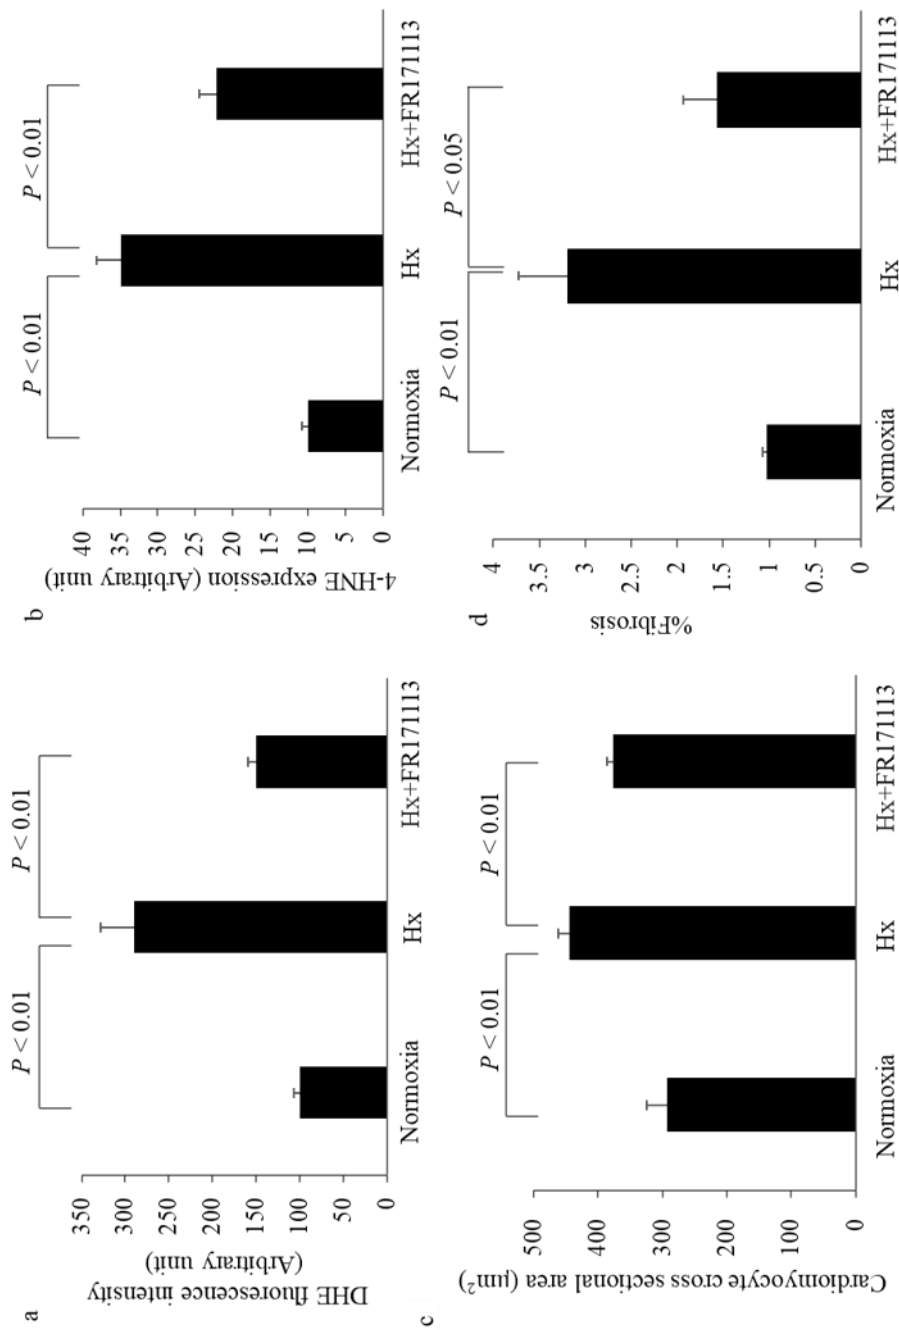 a
DHE fluorescence intensity
(Arbitrary unit)
350
300
250
200
150
100
50
0
P < 0.01
P < 0.01
Normoxia
Hx
Hx+FR171113
b
4-HNE expression (Arbitrary unit)
40
35
30
25
20
15
10
5
0
P < 0.01
P < 0.01
Normoxia
Hx
Hx+FR171113
c
Cardiomyocyte cross sectional area (μm²)
500
400
300
200
100
0
P < 0.01
P < 0.01
Normoxia
Hx
Hx+FR171113
d
%Fibrosis
4
3.5
3
2.5
2
1.5
1
0.5
0
P < 0.01
P < 0.05
Normoxia
Hx
Hx+FR171113